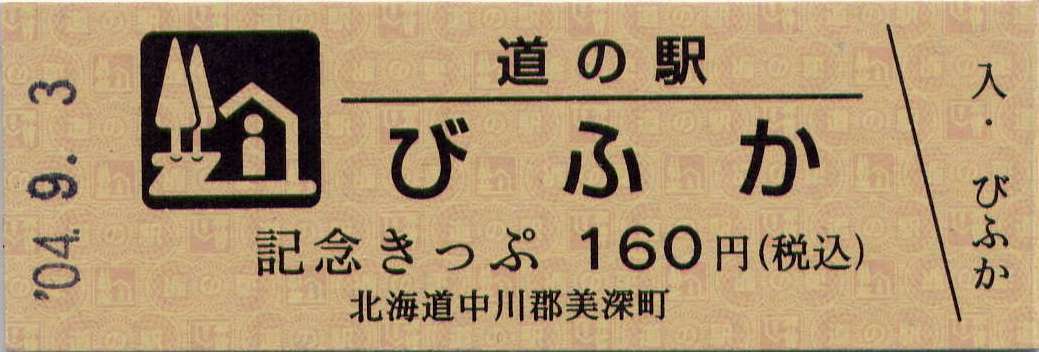 '04. 9. 3
道の駅
びふか
記念きっぷ 160円(税込)
北海道中川郡美深町
入・びふか